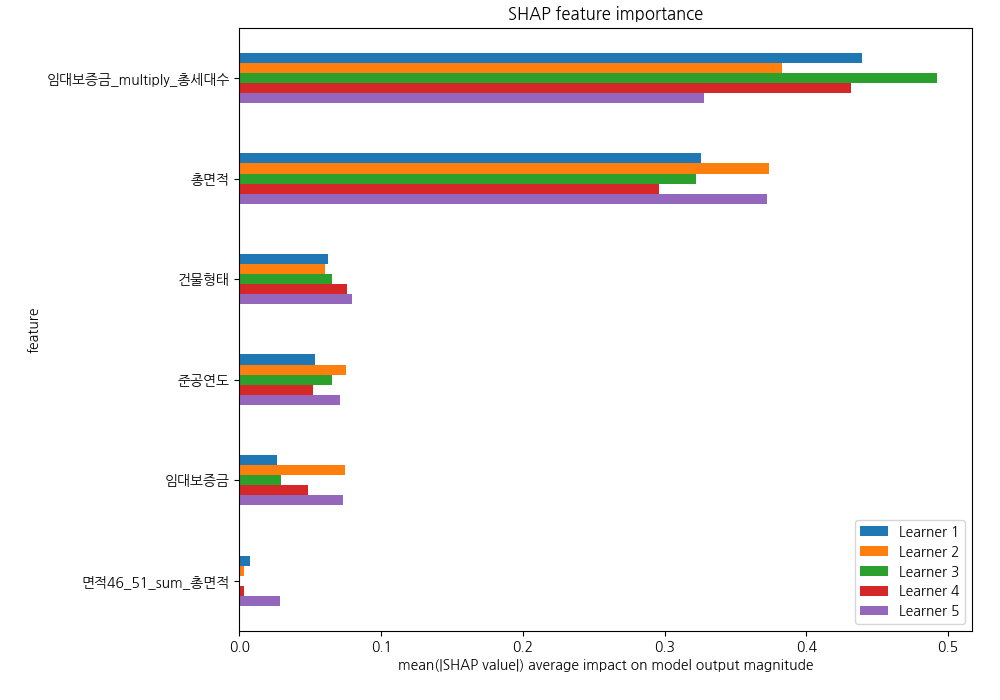 SHAP feature importance
임대보증금_multiply_총세대수
총면적
건물형태
feature
준공연도
임대보증금
면적46_51_sum_총면적
Learner 1
Learner 2
Learner 3
Learner 4
Learner 5
0.0 0.1 0.2 0.3 0.4 0.5
mean(|SHAP value|) average impact on model output magnitude